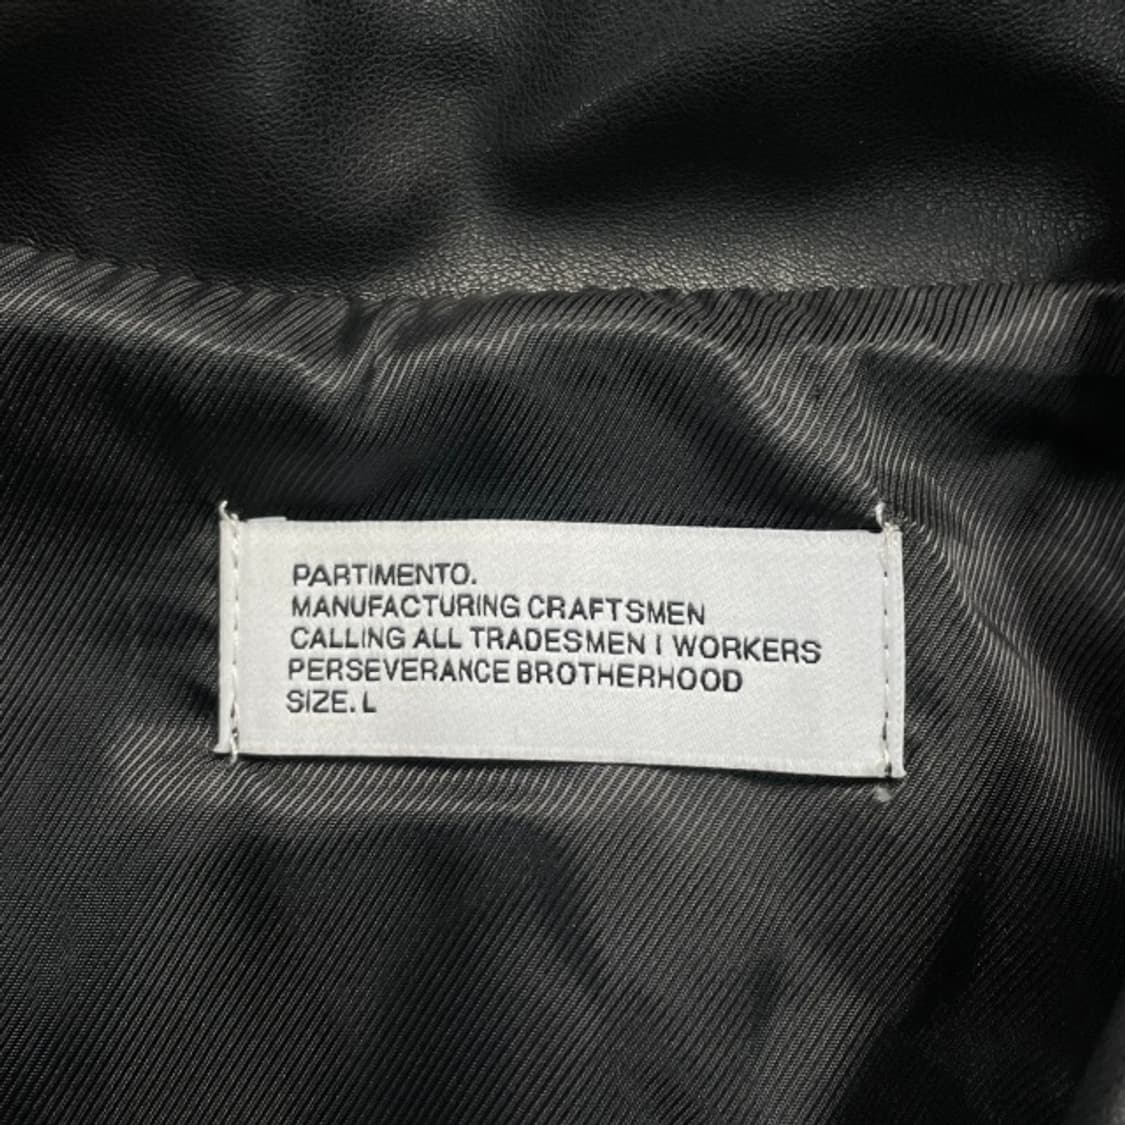 PARTIMENTO.
MANUFACTURING CRAFTSMEN
CALLING ALL TRADESMEN I WORKERS
PERSEVERANCE BROTHERHOOD
SIZE. L